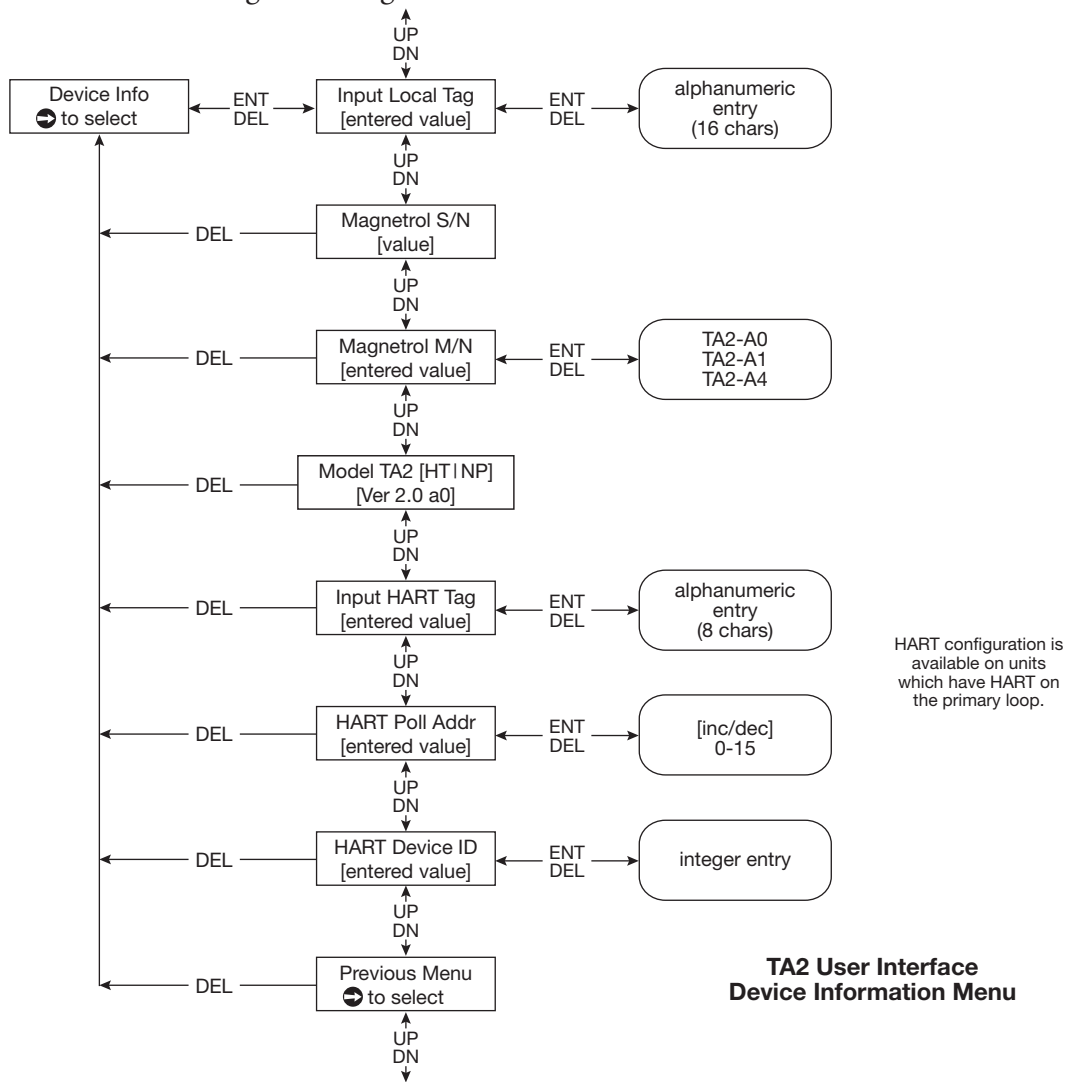 UP
DN
Device Info
to select
ENT
DEL
Input Local Tag
[entered value]
ENT
DEL
alphanumeric
entry
(16 chars)
UP
DN
DEL
Magnetrol S/N
[value]
UP
DN
DEL
Magnetrol M/N
[entered value]
ENT
DEL
TA2-A0
TA2-A1
TA2-A4
UP
DN
DEL
Model TA2 [HT|NP]
[Ver 2.0 a0]
UP
DN
DEL
Input HART Tag
[entered value]
ENT
DEL
alphanumeric
entry
(8 chars)
HART configuration is
available on units
which have HART on
the primary loop.
UP
DN
DEL
HART Poll Addr
[entered value]
ENT
DEL
[inc/dec]
0-15
UP
DN
DEL
HART Device ID
[entered value]
ENT
DEL
integer entry
UP
DN
DEL
Previous Menu
to select
TA2 User Interface
Device Information Menu
UP
DN